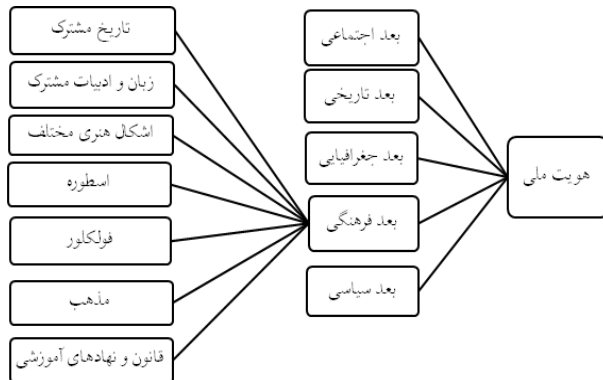 هویت ملی
بعد اجتماعی
بعد تاریخی
بعد جغرافیایی
بعد فرهنگی
بعد سیاسی
تاریخ مشترک
زبان و ادبیات مشترک
اشکال هنری مختلف
اسطوره
فولکلور
مذهب
قانون و نهادهای آموزشی